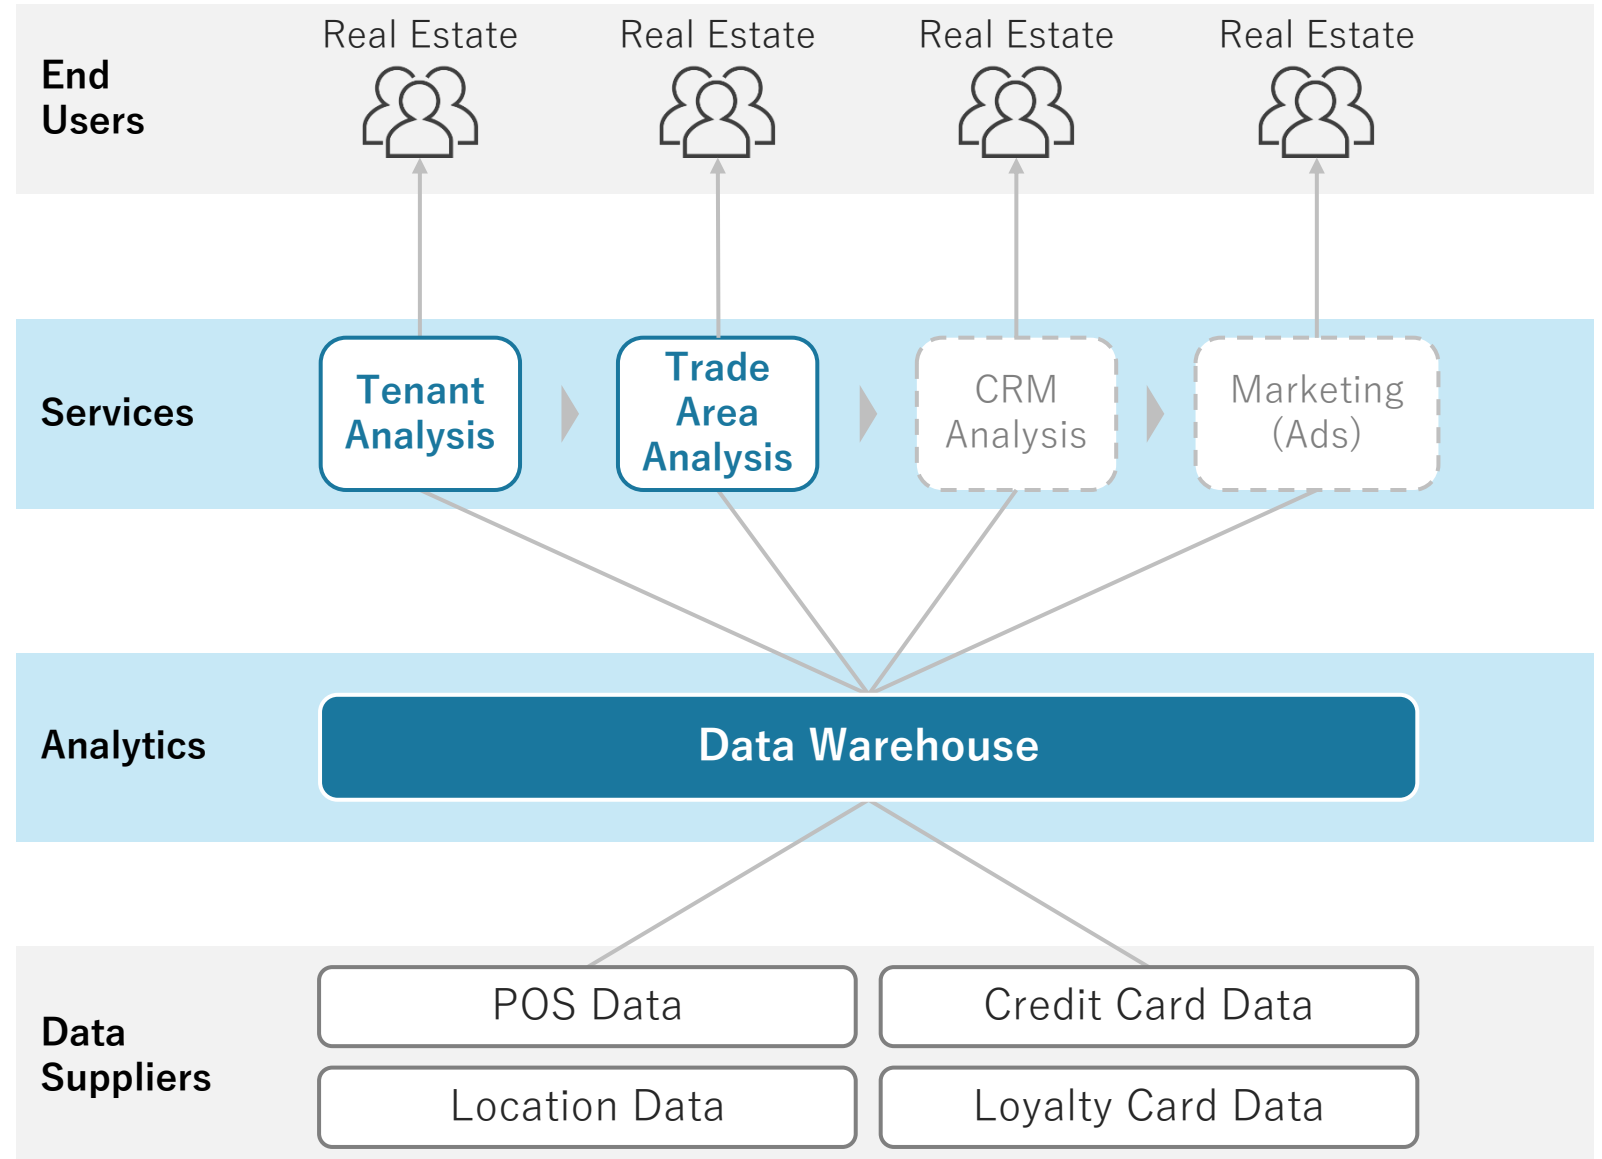 Real Estate
Real Estate
Real Estate
Real Estate
End
Users
Services
Tenant
Analysis
Trade
Area
Analysis
CRM
Analysis
Marketing
(Ads)
Analytics
Data Warehouse
Data
Suppliers
POS Data
Credit Card Data
Location Data
Loyalty Card Data